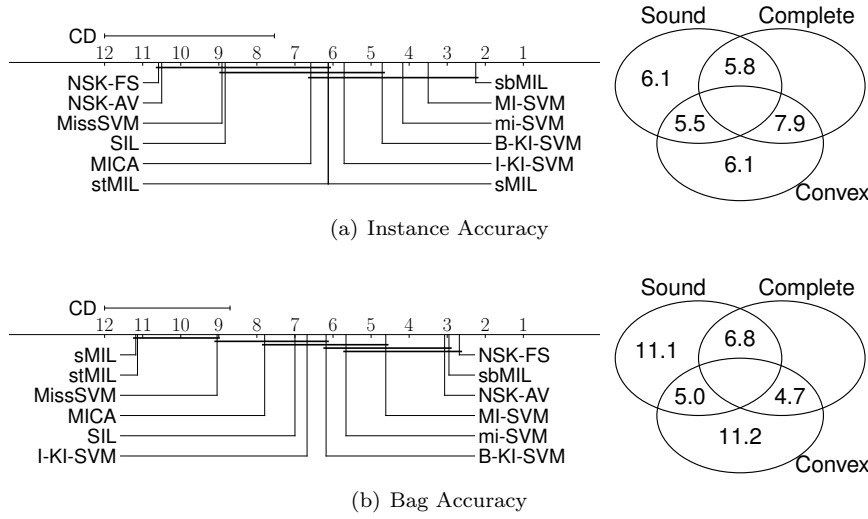 CD
12 11 10 9 8 7 6 5 4 3 2 1
NSK-FS sbMIL
NSK-AV MI-SVM
MissSVM mi-SVM
SIL B-KI-SVM
MICA I-KI-SVM
stMIL sMIL
Sound Complete
6.1 5.8
5.5 7.9
6.1
Convex
(a) Instance Accuracy
CD
12 11 10 9 8 7 6 5 4 3 2 1
sMIL NSK-FS
stMIL sbMIL
MissSVM NSK-AV
MICA MI-SVM
SIL mi-SVM
I-KI-SVM B-KI-SVM
Sound Complete
11.1 6.8
5.0 4.7
11.2
Convex
(b) Bag Accuracy